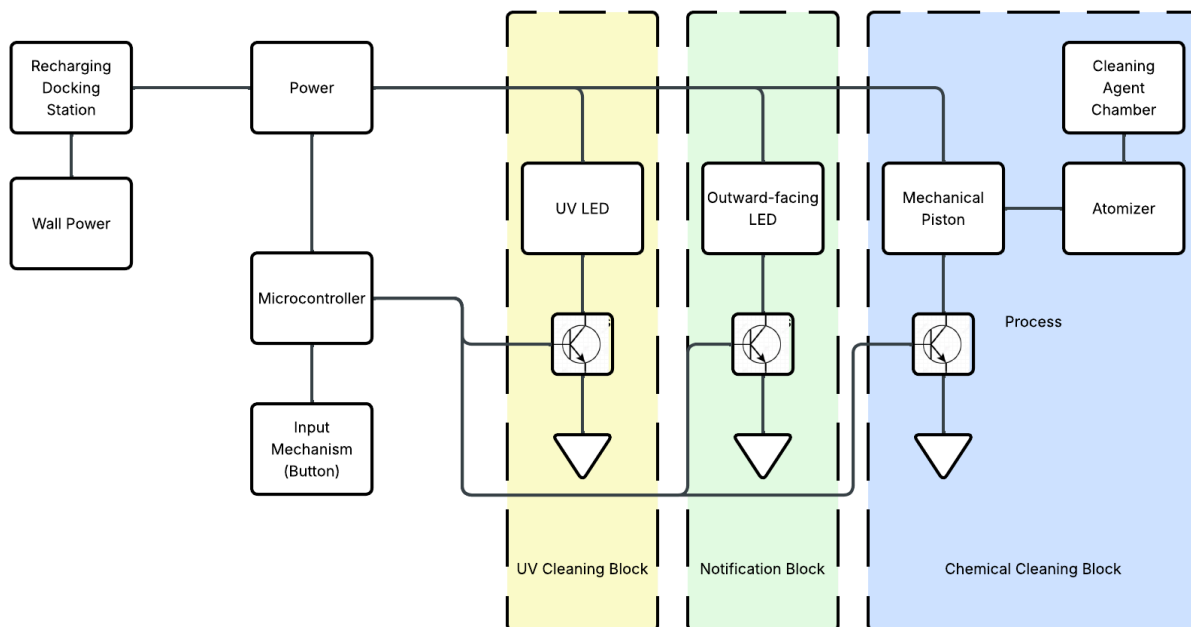 Recharging
Docking
Station
Power
Cleaning
Agent
Chamber
Wall Power
UV LED
Outward-facing
LED
Mechanical
Piston
Atomizer
Microcontroller
Process
Input
Mechanism
(Button)
UV Cleaning Block
Notification Block
Chemical Cleaning Block